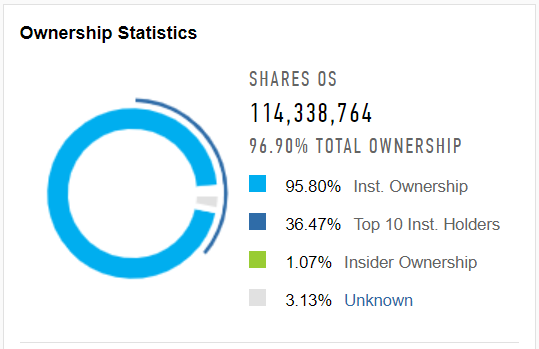 Ownership Statistics
SHARES OS
114,338,764
96.90% TOTAL OWNERSHIP
95.80% Inst. Ownership
36.47% Top 10 Inst. Holders
1.07% Insider Ownership
3.13% Unknown